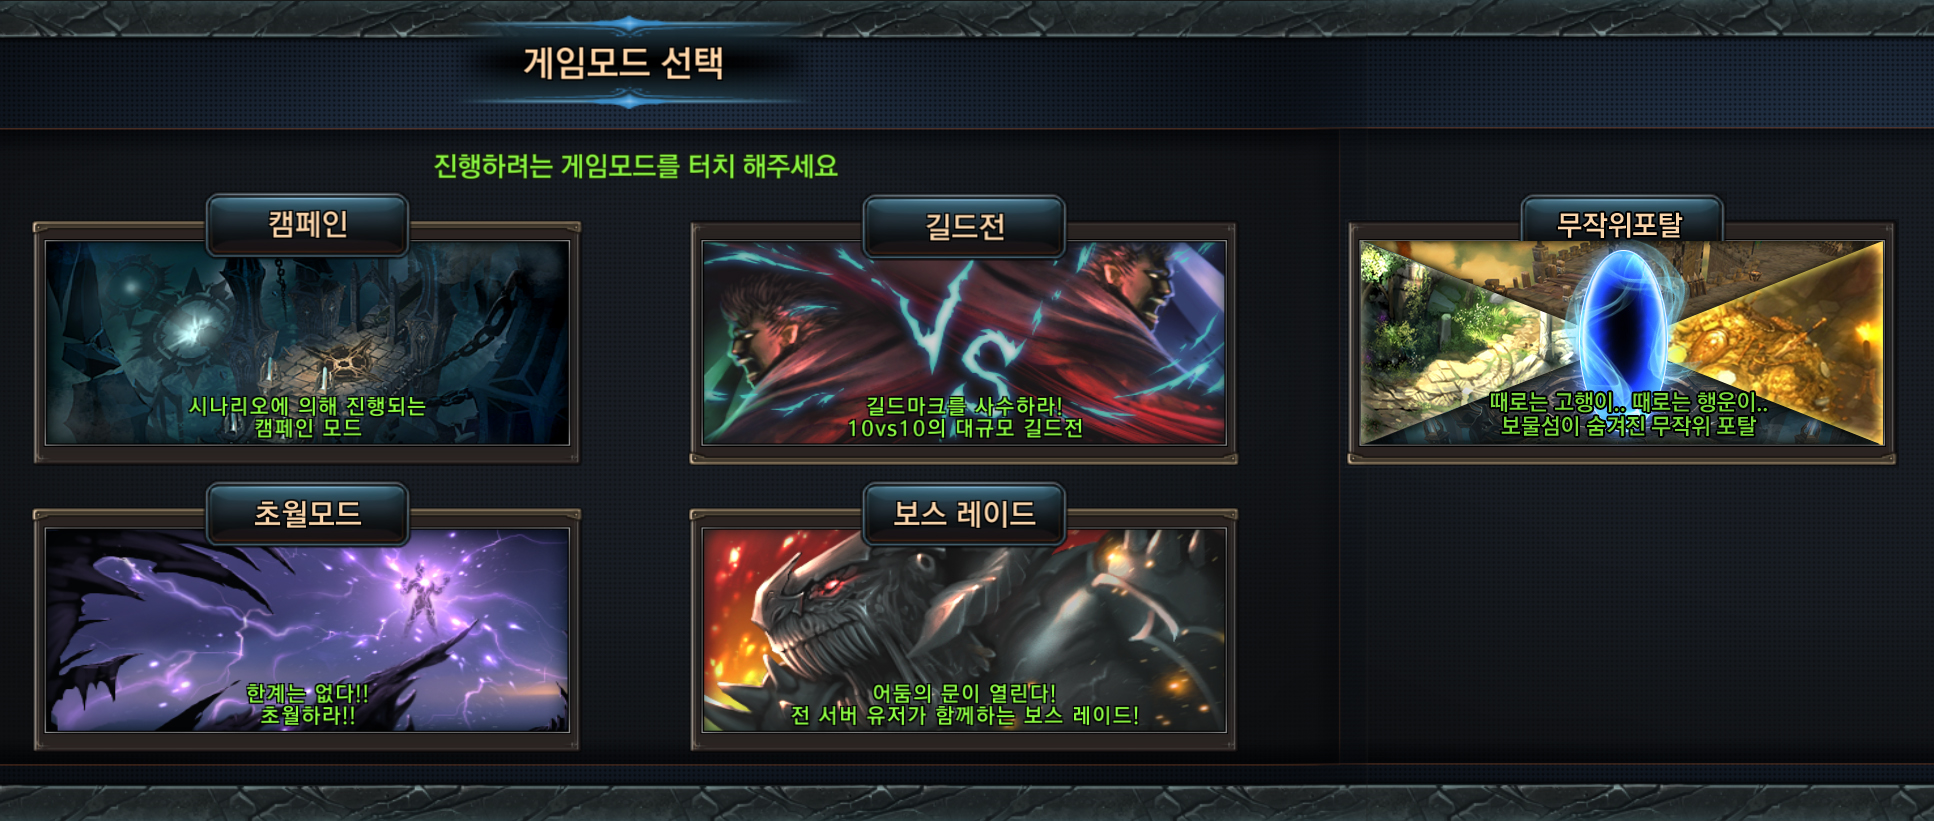 게임모드 선택
진행하려는 게임모드를 터치 해주세요
캠페인
시나리오에 의해 진행되는
캠페인 모드
길드전
VS
길드마크를 사수하라!
10vs10의 대규모 길드전
무작위포탈
때로는 고행이.. 때로는 행운이..
보물섬이 숨겨진 무작위 포탈
초월모드
한계는 없다!!
초월하라!!
보스 레이드
어둠의 문이 열린다!
전 서버 유저가 함께하는 보스 레이드!